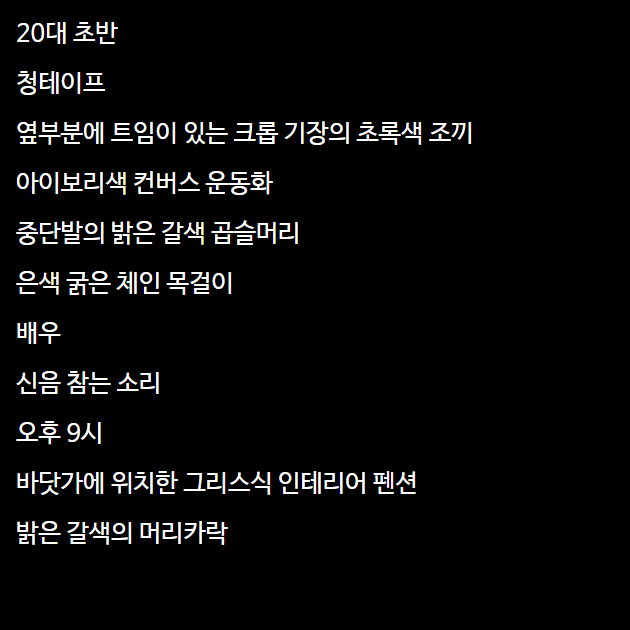 20대 초반
청테이프
옆부분에 트임이 있는 크롭 기장의 초록색 조끼
아이보리색 컨버스 운동화
중단발의 밝은 갈색 곱슬머리
은색 굵은 체인 목걸이
배우
신음 참는 소리
오후 9시
바닷가에 위치한 그리스식 인테리어 펜션
밝은 갈색의 머리카락